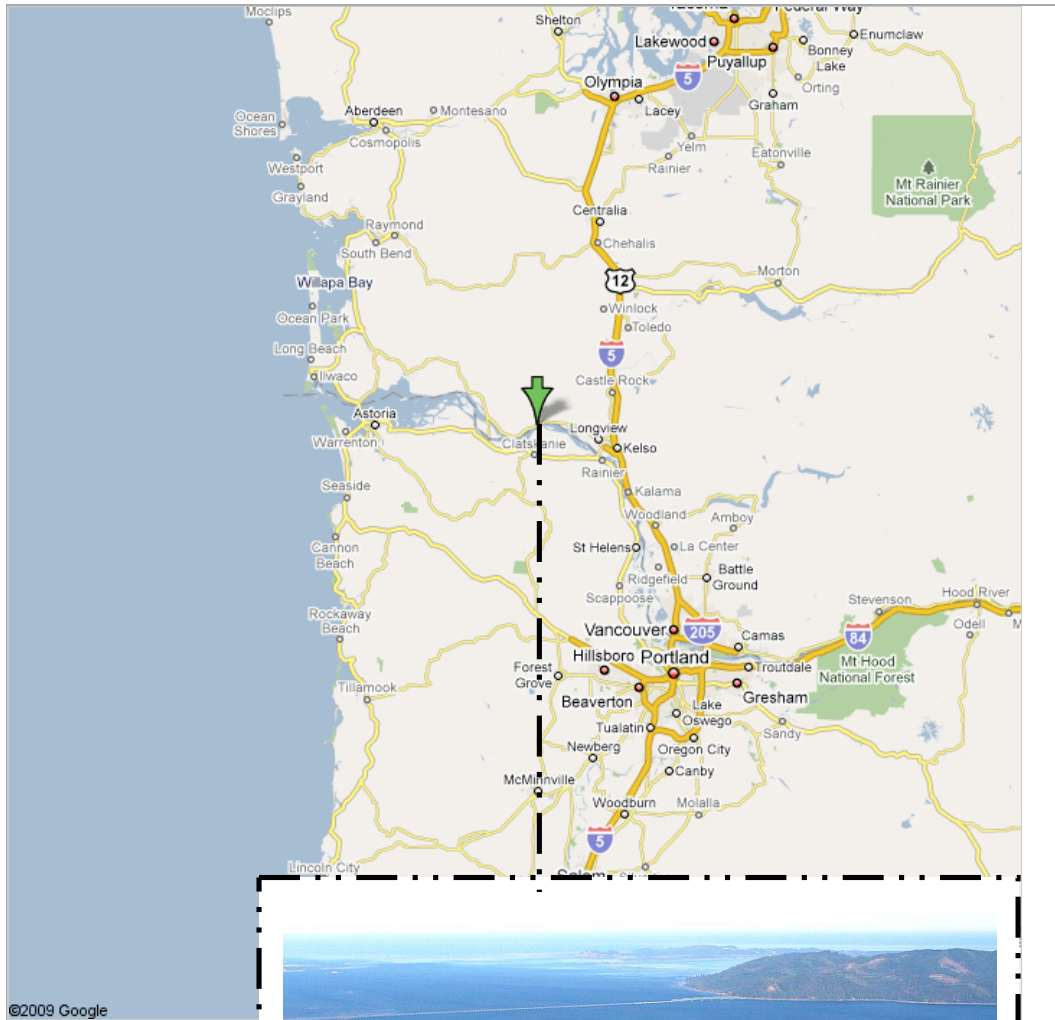 Moclips
Shelton
Federal Way
Enumclaw
Lakewood
Bonney
Lake
Puyallup
5
Olympia
Orting
Lacey
Graham
Aberdeen
Montesano
Ocean
Shores
Cosmopolis
Yelm
Eatonville
Westport
Rainier
Mt Rainier
National Park
Grayland
Centralia
Raymond
Chehalis
South Bend
Morton
12
Willapa Bay
Winlock
Ocean Park
Toledo
Long Beach
5
Ilwaco
Castle Rock
Astoria
Longview
Warrenton
Clatskanie
Kelso
Rainier
Seaside
Kalama
Woodland
Amboy
Cannon
Beach
St Helens
La Center
Ridgefield
Battle
Ground
Scappoose
Stevenson
Hood River
Rockaway
Beach
Vancouver
205
Camas
84
Odell
Hillsboro
Portland
Forest
Grove
Troutdale
Mt Hood
National Forest
Tillamook
Beaverton
Gresham
Lake
Oswego
Tualatin
Sandy
Newberg
Oregon City
McMinnville
Canby
Woodburn
Molalla
5
Lincoln City
Salem
©2009 Google